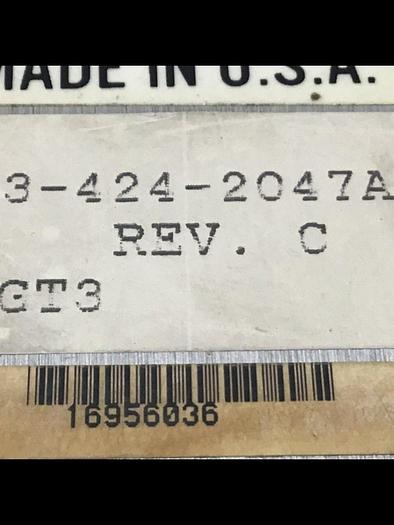 MADE IN U.S.A.
3-424-2047A
REV. C
GT3
16956036